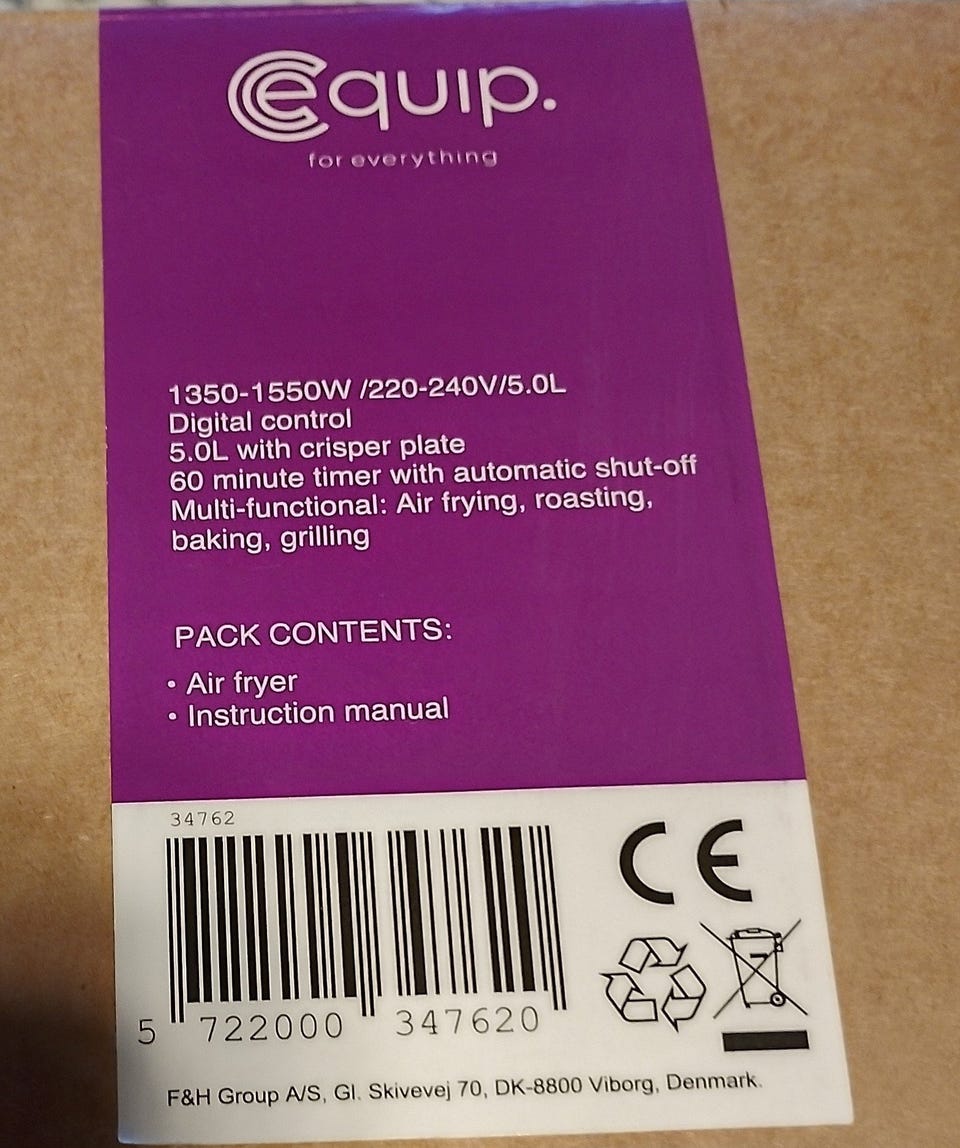 equip.
for everything
1350-1550W /220-240V/5.0L
Digital control
5.0L with crisper plate
60 minute timer with automatic shut-off
Multi-functional: Air frying, roasting,
baking, grilling
PACK CONTENTS:
• Air fryer
• Instruction manual
34762
5 722000 347620
CE
F&H Group A/S, Gl. Skivevej 70, DK-8800 Viborg, Denmark.